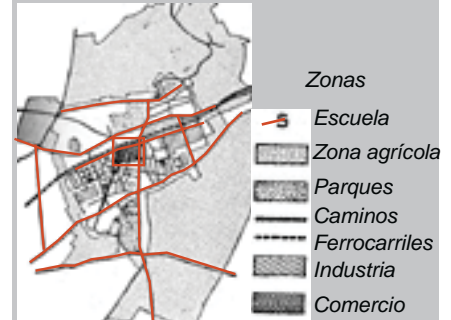 Zonas
Escuela
Zona agrícola
Parques
Caminos
Ferrocarriles
Industria
Comercio